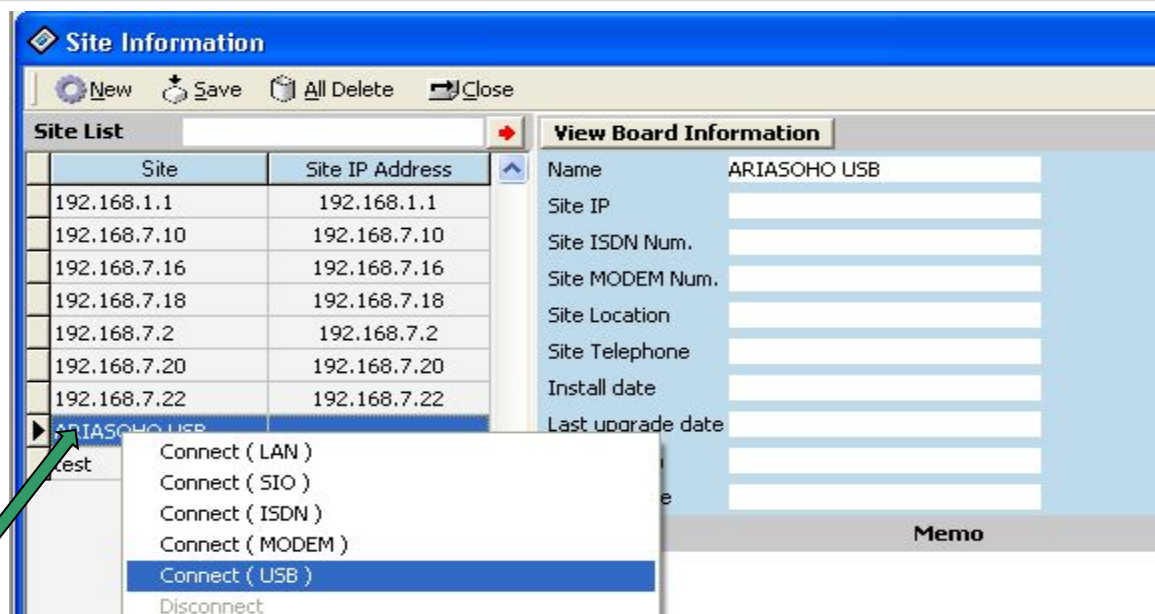 Site Information
New Save All Delete Close
Site List
View Board Information
Site Site IP Address
192.168.1.1 192.168.1.1
192.168.7.10 192.168.7.10
192.168.7.16 192.168.7.16
192.168.7.18 192.168.7.18
192.168.7.2 192.168.7.2
192.168.7.20 192.168.7.20
192.168.7.22 192.168.7.22
ARIASOHO USB
test
Connect ( LAN )
Connect ( SIO )
Connect ( ISDN )
Connect ( MODEM )
Connect ( USB )
Disconnect
Name ARIASOHO USB
Site IP
Site ISDN Num.
Site MODEM Num.
Site Location
Site Telephone
Install date
Last upgrade date
Memo